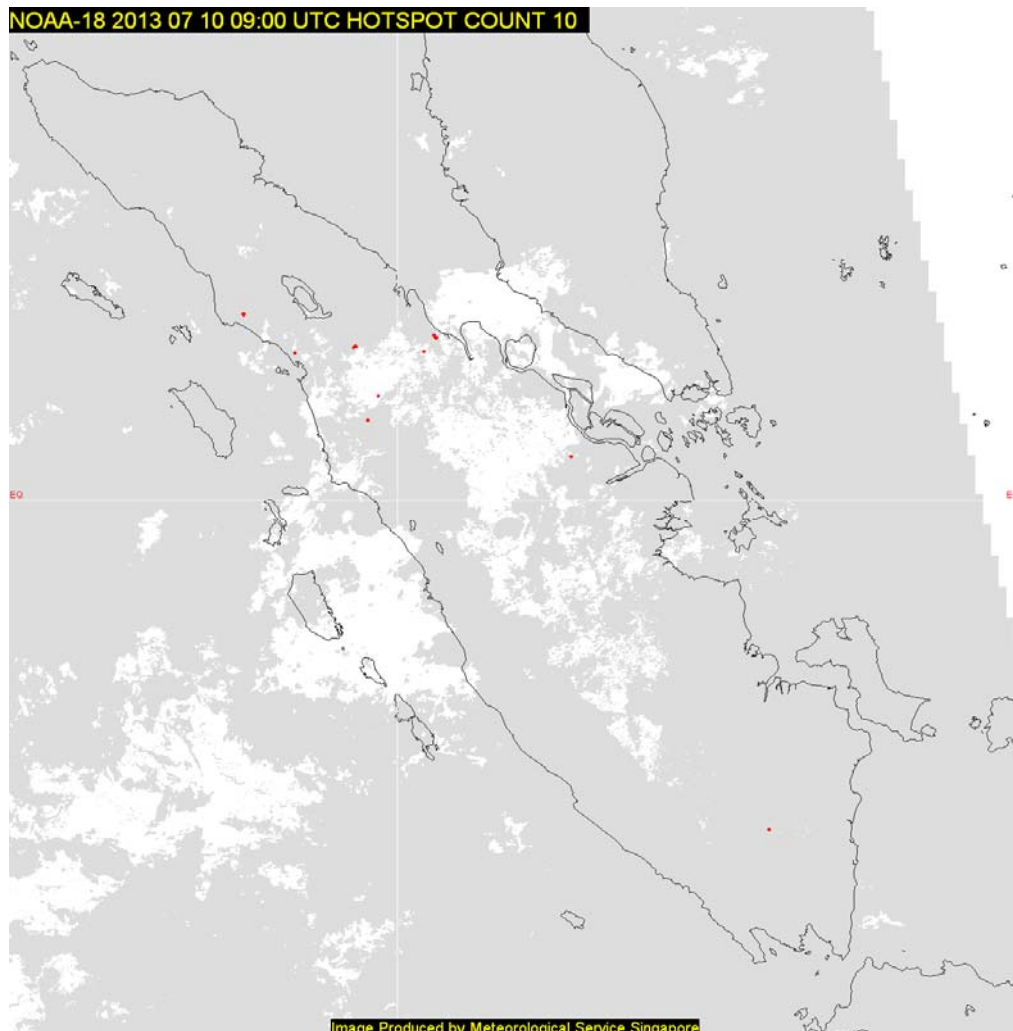 NOAA-18 2013 07 10 09:00 UTC HOTSPOT COUNT 10
EQ
Image Produced by Meteorological Service Singapore